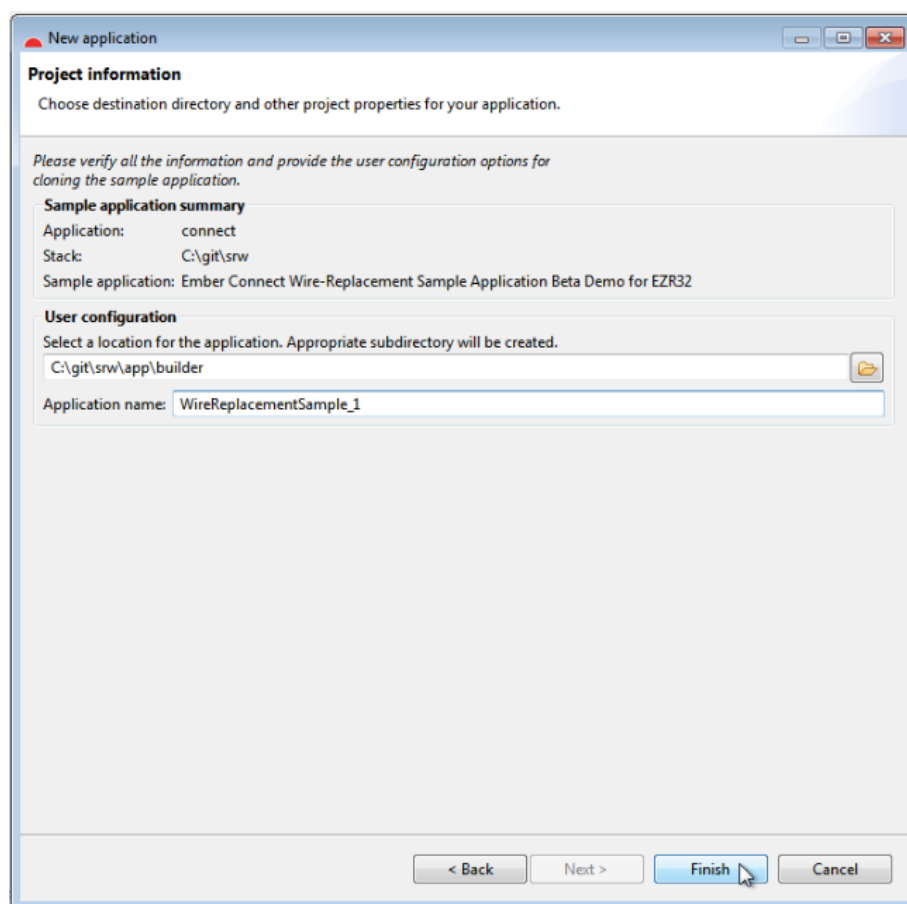 New application
Project information
Choose destination directory and other project properties for your application.
Please verify all the information and provide the user configuration options for
cloning the sample application.
Sample application summary
Application: connect
Stack: C:\git\srw
Sample application: Ember Connect Wire-Replacement Sample Application Beta Demo for EZR32
User configuration
Select a location for the application. Appropriate subdirectory will be created.
C:\git\srw\app\builder
Application name: WireReplacementSample_1
< Back Next > Finish Cancel